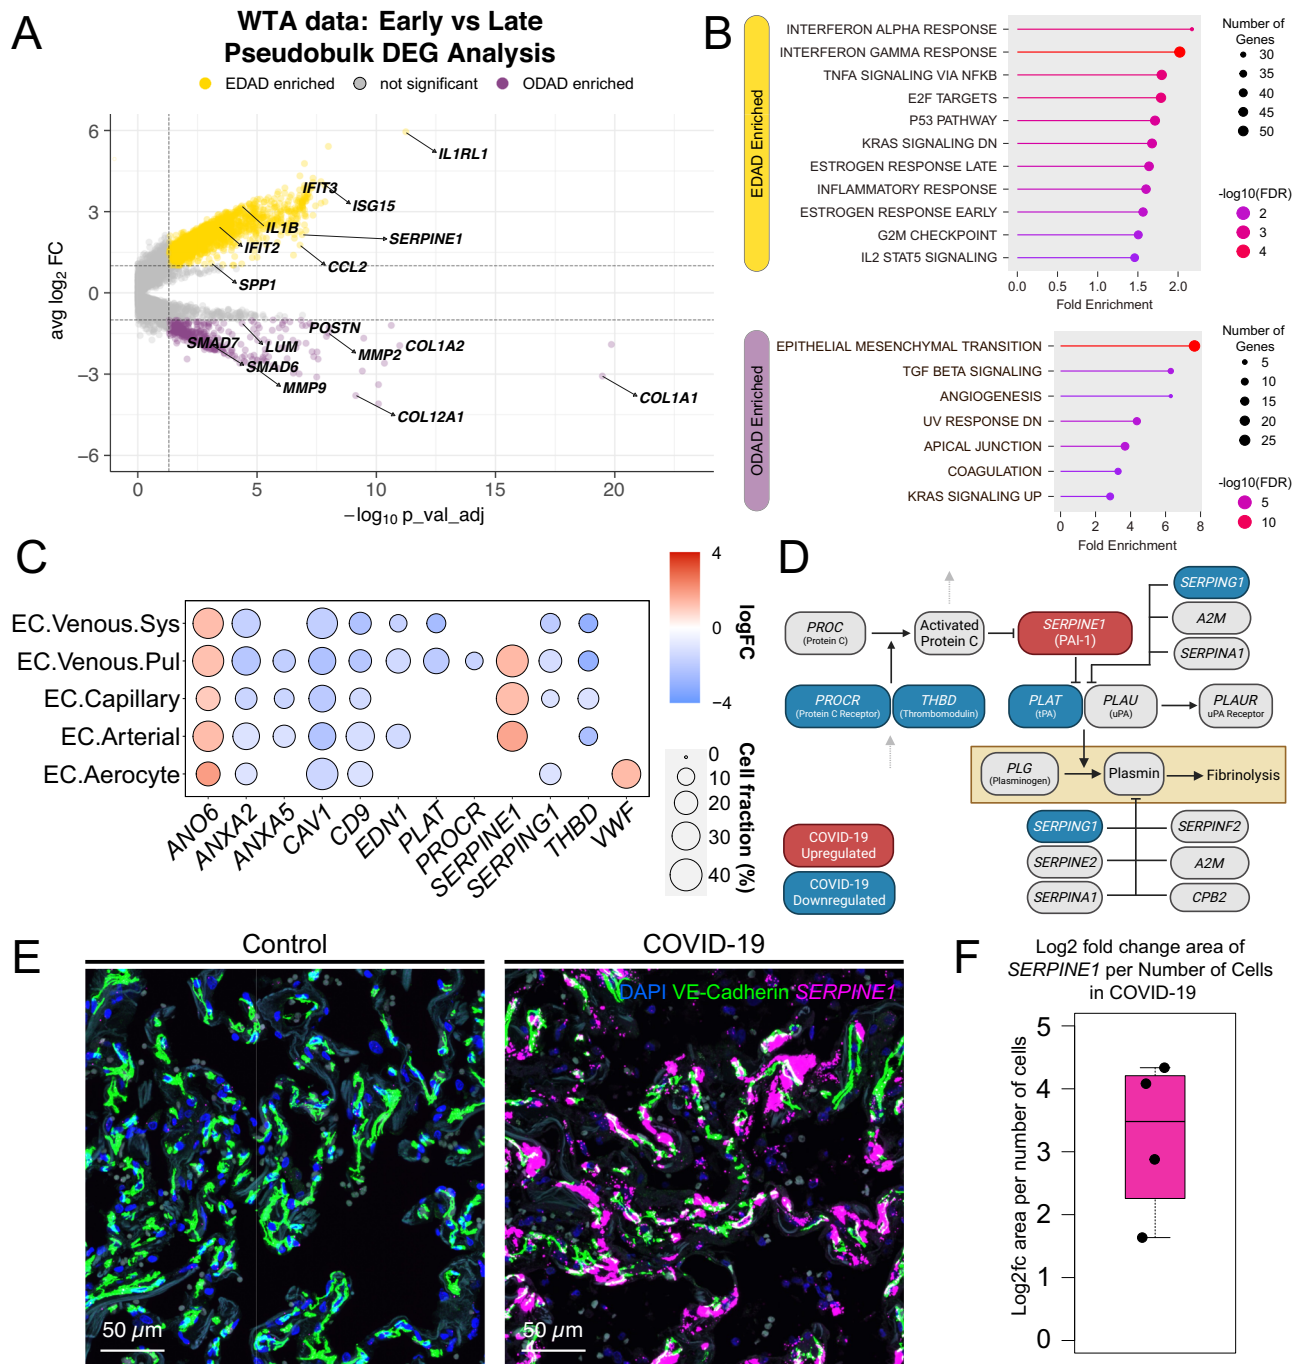 A
WTA data: Early vs Late
Pseudobulk DEG Analysis
EDAD enriched
not significant
ODAD enriched
6
3
0
−3
−6
avg log2 FC
IL1RL1
IFIT3
ISG15
IL1B
SERPINE1
IFIT2
CCL2
SPP1
POSTN
SMAD7
LUM
MMP2
COL1A2
SMAD6
MMP9
COL1A1
COL12A1
0
5
10
15
20
−log10 p_val_adj
B
EDAD Enriched
INTERFERON ALPHA RESPONSE
INTERFERON GAMMA RESPONSE
TNFA SIGNALING VIA NFKB
E2F TARGETS
P53 PATHWAY
KRAS SIGNALING DN
ESTROGEN RESPONSE LATE
INFLAMMATORY RESPONSE
ESTROGEN RESPONSE EARLY
G2M CHECKPOINT
IL2 STAT5 SIGNALING
0.0
0.5
1.0
1.5
2.0
Fold Enrichment
Number of
Genes
30
35
40
45
50
-log10(FDR)
2
3
4
ODAD Enriched
EPITHELIAL MESENCHYMAL TRANSITION
TGF BETA SIGNALING
ANGIOGENESIS
UV RESPONSE DN
APICAL JUNCTION
COAGULATION
KRAS SIGNALING UP
0
2
4
6
8
Fold Enrichment
Number of
Genes
5
10
15
20
25
-log10(FDR)
5
10
C
EC.Venous.Sys
EC.Venous.Pul
EC.Capillary
EC.Arterial
EC.Aerocyte
ANO6
ANXA2
ANXA5
CAV1
CD9
EDN1
PLAT
PROCR
SERPINE1
SERPING1
THBD
VWF
4
2
0
−2
−4
logFC
0
10
20
30
40
Cell fraction (%)
D
PROC
(Protein C)
Activated
Protein C
SERPINE1
(PAI-1)
SERPING1
A2M
SERPINA1
PROCR
(Protein C Receptor)
THBD
(Thrombomodulin)
PLAT
(tPA)
PLAU
(uPA)
PLAUR
uPA Receptor
PLG
(Plasminogen)
Plasmin
Fibrinolysis
SERPING1
SERPINF2
SERPINE2
A2M
SERPINA1
CPB2
COVID-19
Upregulated
COVID-19
Downregulated
E
Control
COVID-19
DAPI VE-Cadherin SERPINE1
50 µm
50 µm
F
Log2 fold change area of
SERPINE1 per Number of Cells
in COVID-19
Log2fc area per number of cells
5
4
3
2
1
0